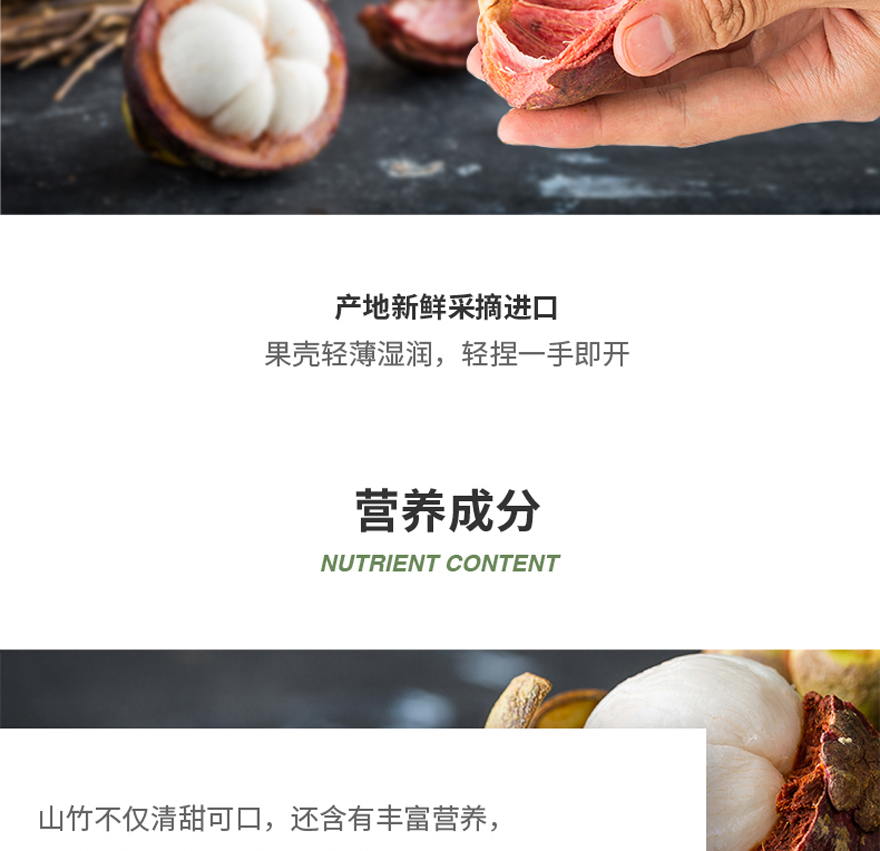 产地新鲜采摘进口
果壳轻薄湿润，轻捏一手即开
营养成分
NUTRIENT CONTENT
山竹不仅清甜可口，还含有丰富营养，